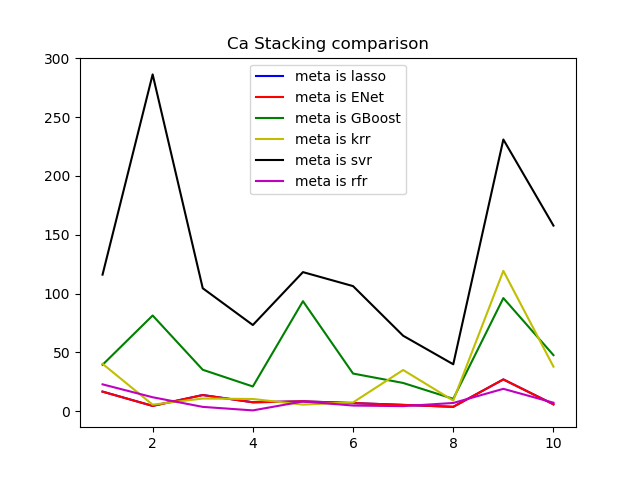 Ca Stacking comparison
300
250
200
150
100
50
0
meta is lasso
meta is ENet
meta is GBoost
meta is krr
meta is svr
meta is rfr
2
4
6
8
10